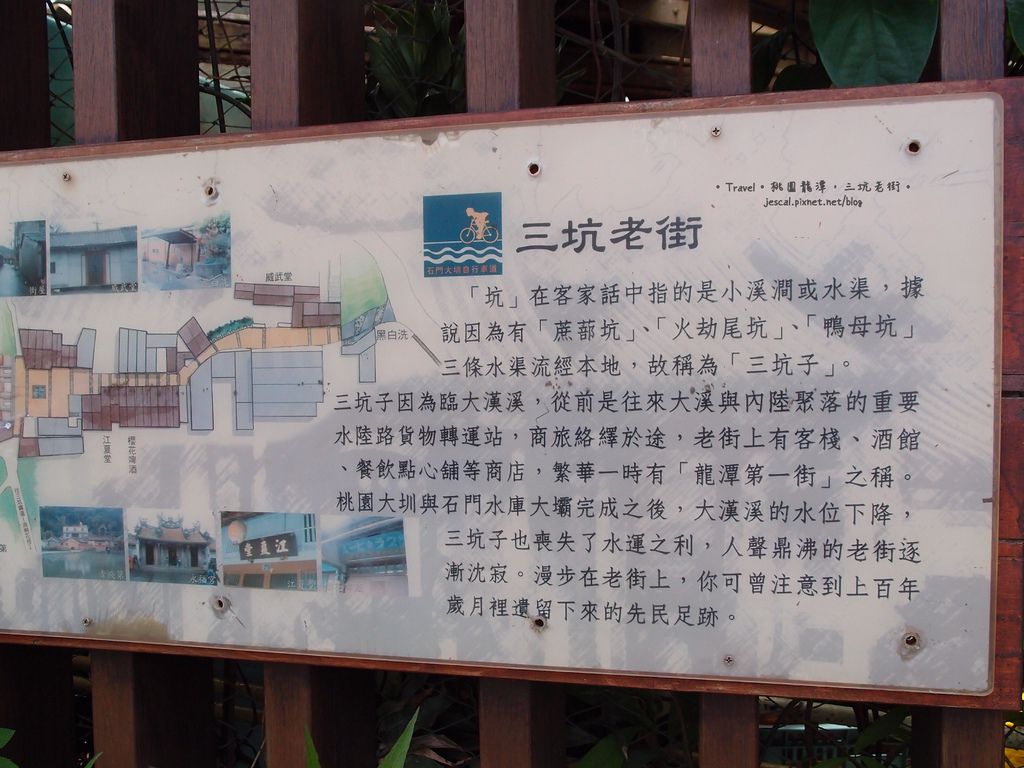 。Travel。桃園龍潭，三坑老街。
jescal.pixnet.net/blog
石門大圳自行車道
三坑老街
「坑」在客家話中指的是小溪澗或水渠，據
說因為有「蔗部坑」、「火劫尾坑」、「鴨母坑」
三條水渠流經本地，故稱為「三坑子」。
三坑子因為臨大漢溪，從前是往來大溪與內陸聚落的重要
水陸路貨物轉運站，商旅絡繹於途，老街上有客棧、酒館
、餐飲點心舖等商店，繁華一時有「龍潭第一街」之稱。
桃園大圳與石門水庫大壩完成之後，大漢溪的水位下降，
三坑子也喪失了水運之利，人聲鼎沸的老街逐
漸沈寂。漫步在老街上，你可曾注意到上百年
歲月裡遺留下來的先民足跡。
威武堂
威武堂
黑白洗
江夏堂
櫻花啤酒
永福宮
江夏堂